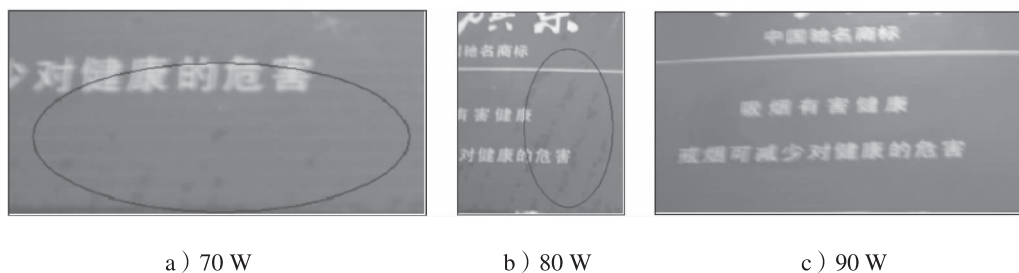 少对健康的危害
驰名商标
有害健康
对健康的危害
中国驰名商标
吸烟有害健康
戒烟可减少对健康的危害
a）70 W
b）80 W
c）90 W